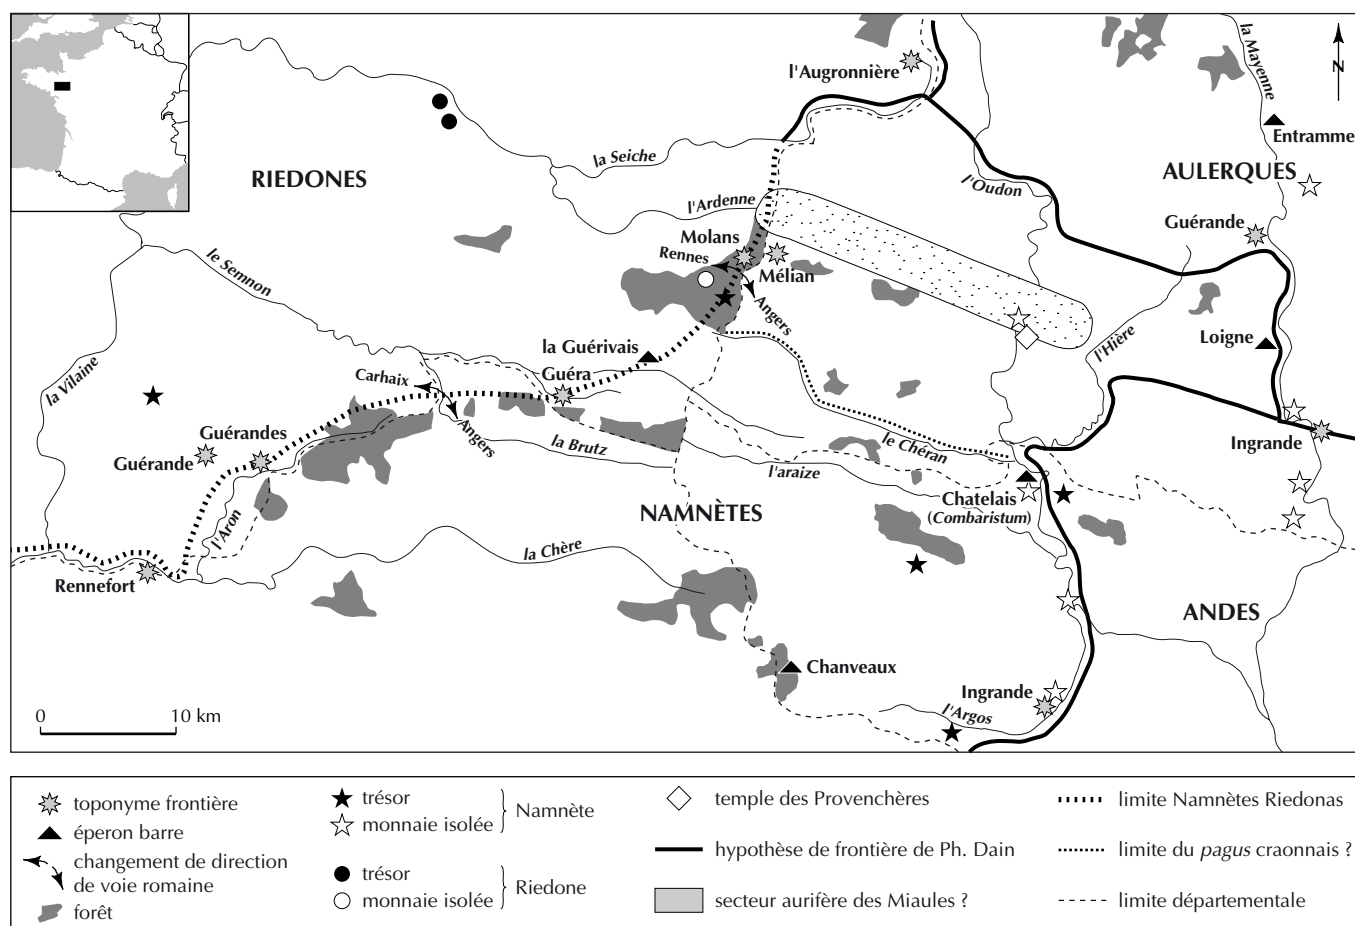 l'Augronnière
la Mayenne
N
Entramme
la Seiche
RIEDONES
AULERQUES
l'Oudon
l'Ardenne
Guérande
Molans
Rennes
Mélian
le Semnon
Angers
l'Hière
Loigne
la Guérivais
la Vilaine
Carhaix
Guéra
Guérandes
Angers
la Brutz
le Chéran
Ingrande
Guérande
l'araize
Chatelais
(Combaristum)
NAMNÈTES
l'Aron
la Chère
Rennefort
ANDES
Chanveaux
Ingrande
l'Argos
0 10 km
toponyme frontière
éperon barre
changement de direction
de voie romaine
forêt
trésor
monnaie isolée
Namnète
trésor
monnaie isolée
Riedone
temple des Provenchères
hypothèse de frontière de Ph. Dain
secteur aurifère des Miaules ?
limite Namnètes Riedonas
limite du pagus craonnais ?
limite départementale